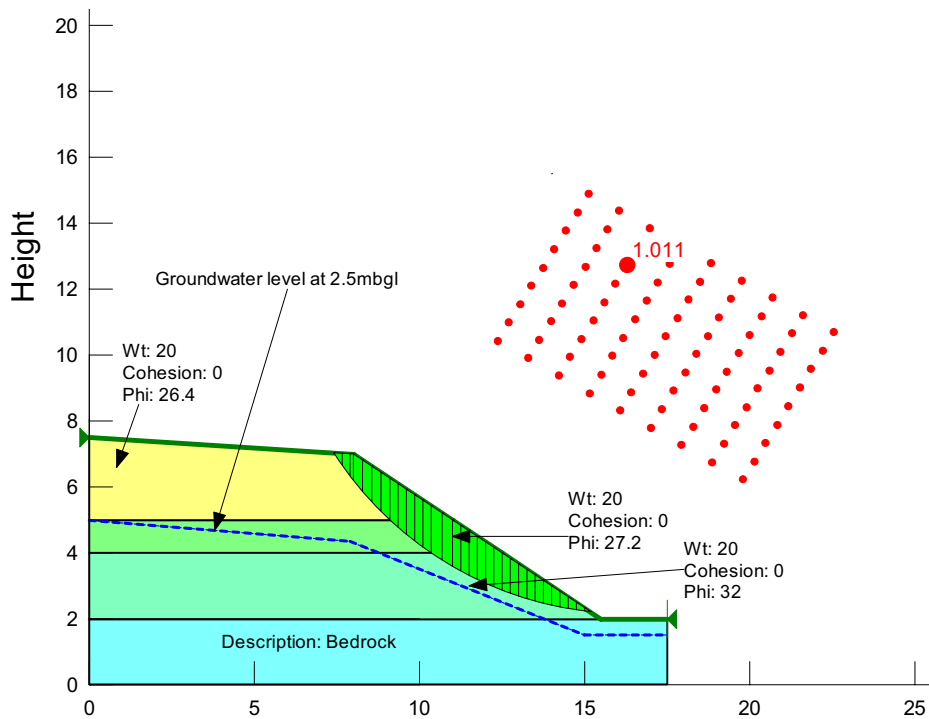 20
18
16
14
12
10
8
6
4
2
0
Height
1.011
Groundwater level at 2.5mbgl
Wt: 20
Cohesion: 0
Phi: 26.4
Wt: 20
Cohesion: 0
Phi: 27.2
Wt: 20
Cohesion: 0
Phi: 32
Description: Bedrock
0
5
10
15
20
25